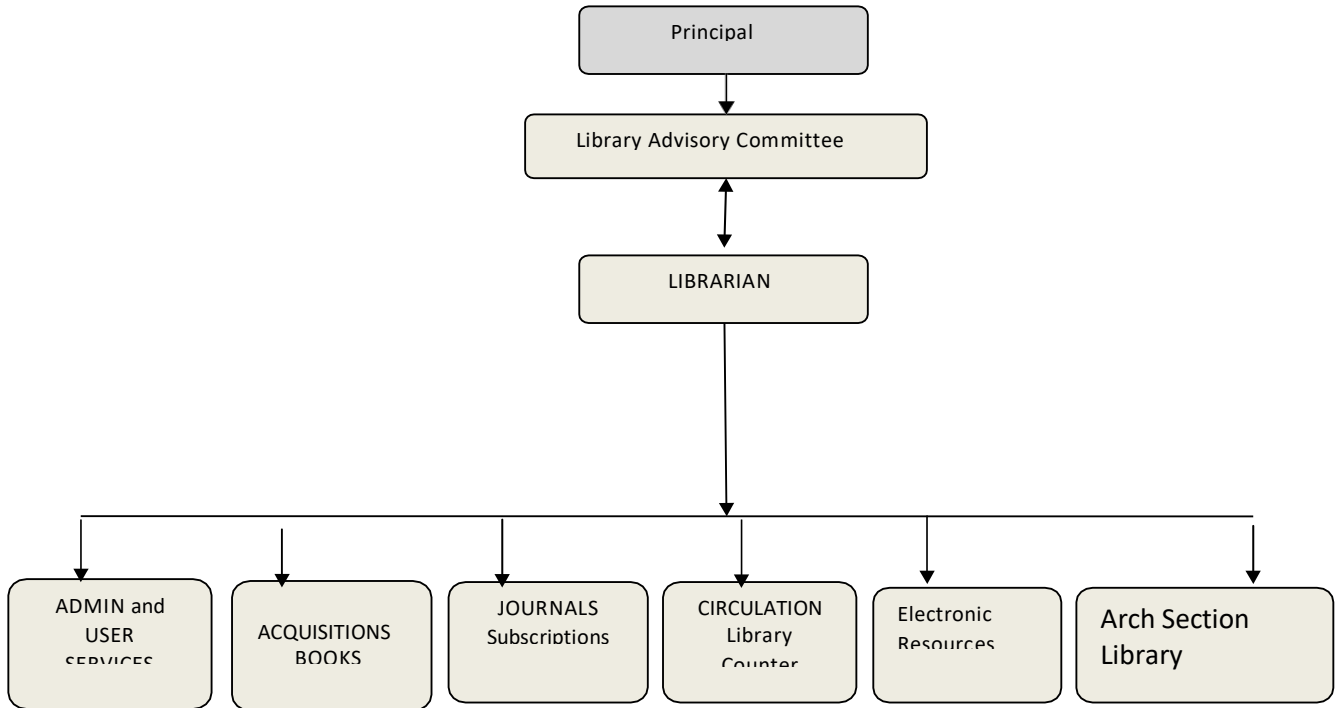 Principal
Library Advisory Committee
LIBRARIAN
ADMIN and
USER
SERVICES
ACQUISITIONS
BOOKS
JOURNALS
Subscriptions
CIRCULATION
Library
Counter
Electronic
Resources
Arch Section
Library